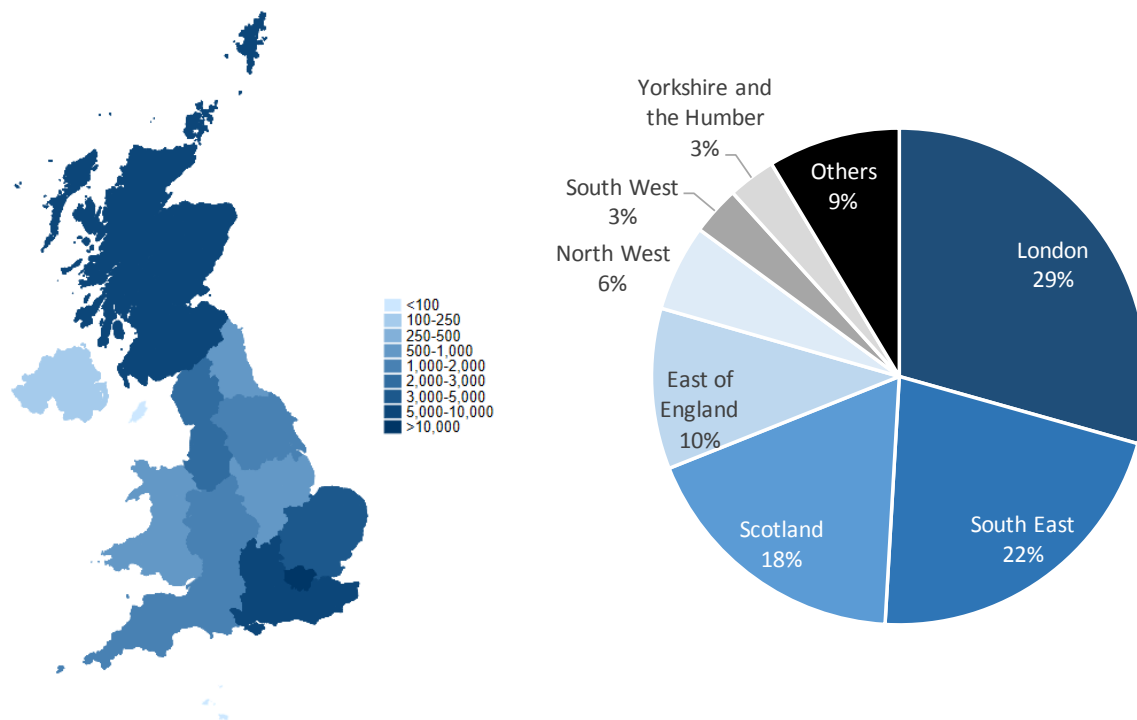 <100
100-250
250-500
500-1,000
1,000-2,000
2,000-3,000
3,000-5,000
5,000-10,000
>10,000
Yorkshire and
the Humber
3%
South West
3%
North West
6%
Others
9%
London
29%
East of
England
10%
Scotland
18%
South East
22%